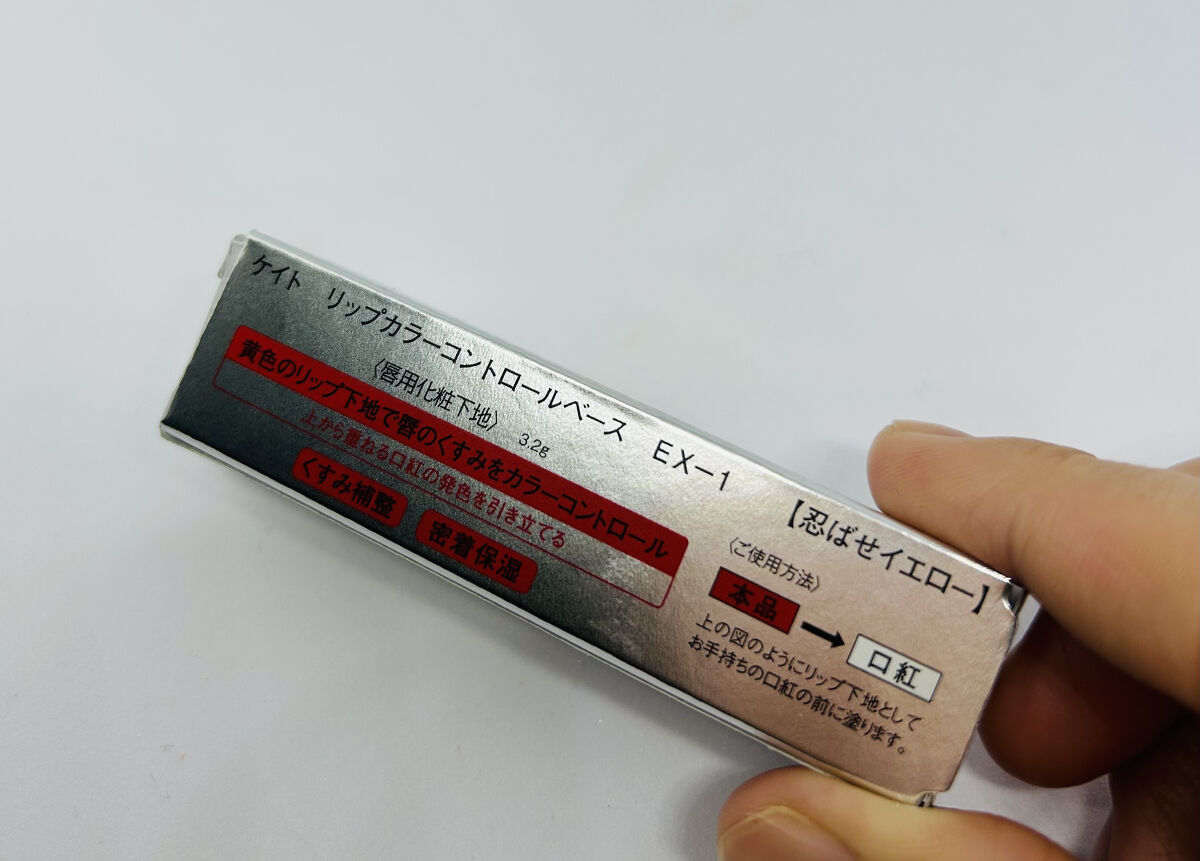 ケイト リップカラーコントロールベース EX-1 【忍ばせイエロー】
〈唇用化粧下地〉 3.2g
黄色のリップ下地で唇のくすみをカラーコントロール
上から重ねる口紅の発色を引き立てる
くすみ補整 密着保湿
〈ご使用方法〉
本品 → 口紅
上の図のようにリップ下地として
お手持ちの口紅の前に塗ります。